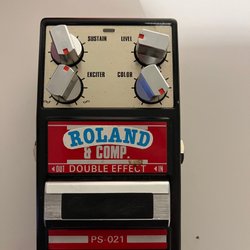 SUSTAIN LEVEL
EXCITER COLOR
ROLAND
& COMP.
OUT DOUBLE EFFECT IN
PS-021